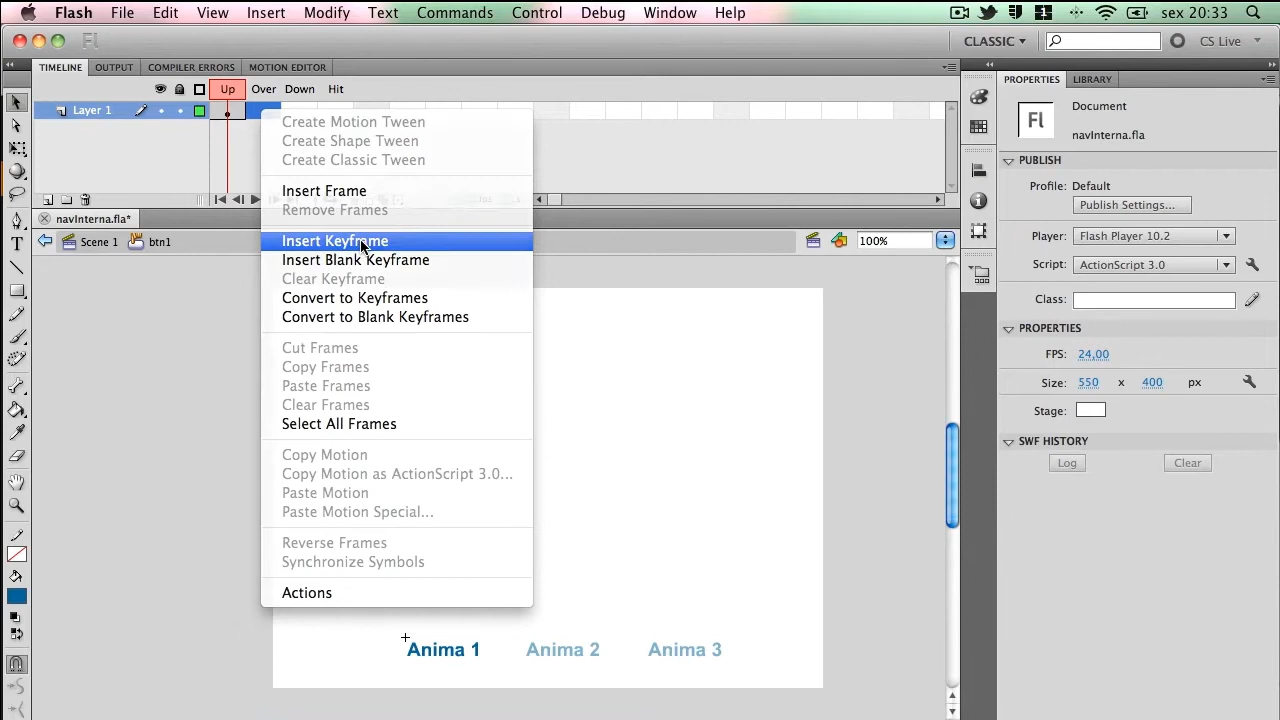 Flash File Edit View Insert Modify Text Commands Control Debug Window Help sex 20:33
Fl CLASSIC CS Live
TIMELINE OUTPUT COMPILER ERRORS MOTION EDITOR
Up Over Down Hit
Layer 1
Create Motion Tween
Create Shape Tween
Create Classic Tween
Insert Frame
Remove Frames
Insert Keyframe
Insert Blank Keyframe
Clear Keyframe
Convert to Keyframes
Convert to Blank Keyframes
Cut Frames
Copy Frames
Paste Frames
Clear Frames
Select All Frames
Copy Motion
Copy Motion as ActionScript 3.0...
Paste Motion
Paste Motion Special...
Reverse Frames
Synchronize Symbols
Actions
navInterna.fla*
Scene 1 btn1
100%
Anima 1 Anima 2 Anima 3
PROPERTIES LIBRARY
Fl
Document
navInterna.fla
PUBLISH
Profile: Default
Publish Settings...
Player: Flash Player 10.2
Script: ActionScript 3.0
Class:
PROPERTIES
FPS: 24,00
Size: 550 x 400 px
Stage:
SWF HISTORY
Log Clear